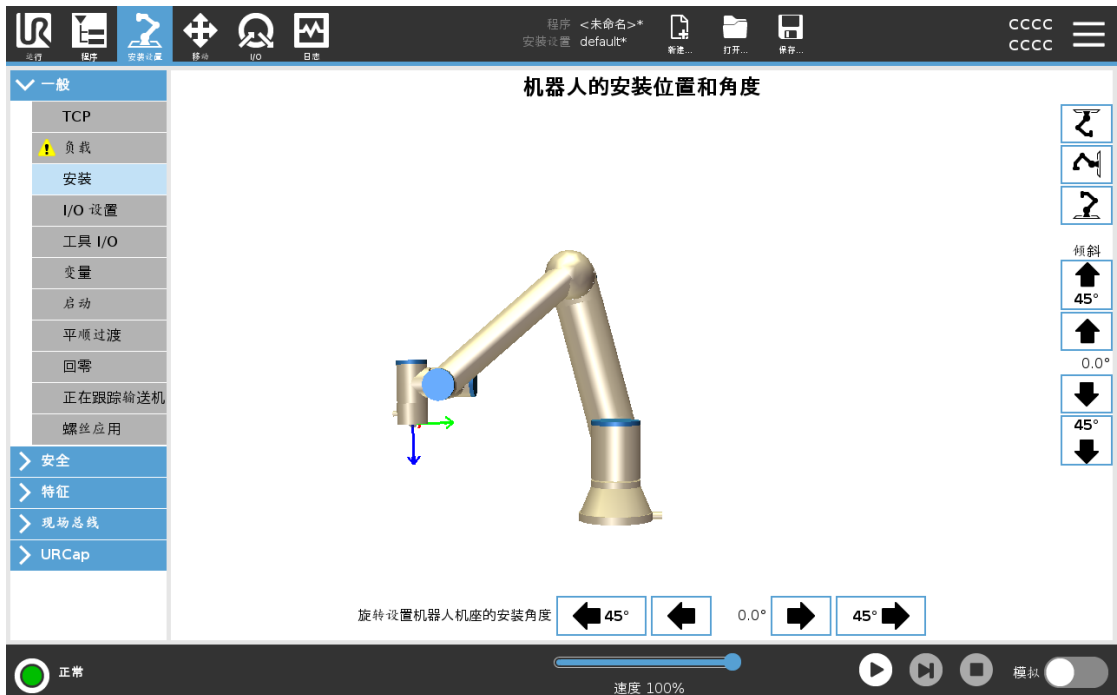 程序 <未命名>*
安装设置 default*
CCCC
CCCC
运行
程序
安装设置
移动
I/O
日志
新建...
打开...
保存...
一般
TCP
负载
安装
I/O 设置
工具 I/O
变量
启动
平顺过渡
回零
正在跟踪输送机
螺丝应用
安全
特征
现场总线
URCap
机器人的安装位置和角度
倾斜
45°
0.0°
45°
旋转设置机器人机座的安装角度
45°
0.0°
45°
正常
速度 100%
模拟